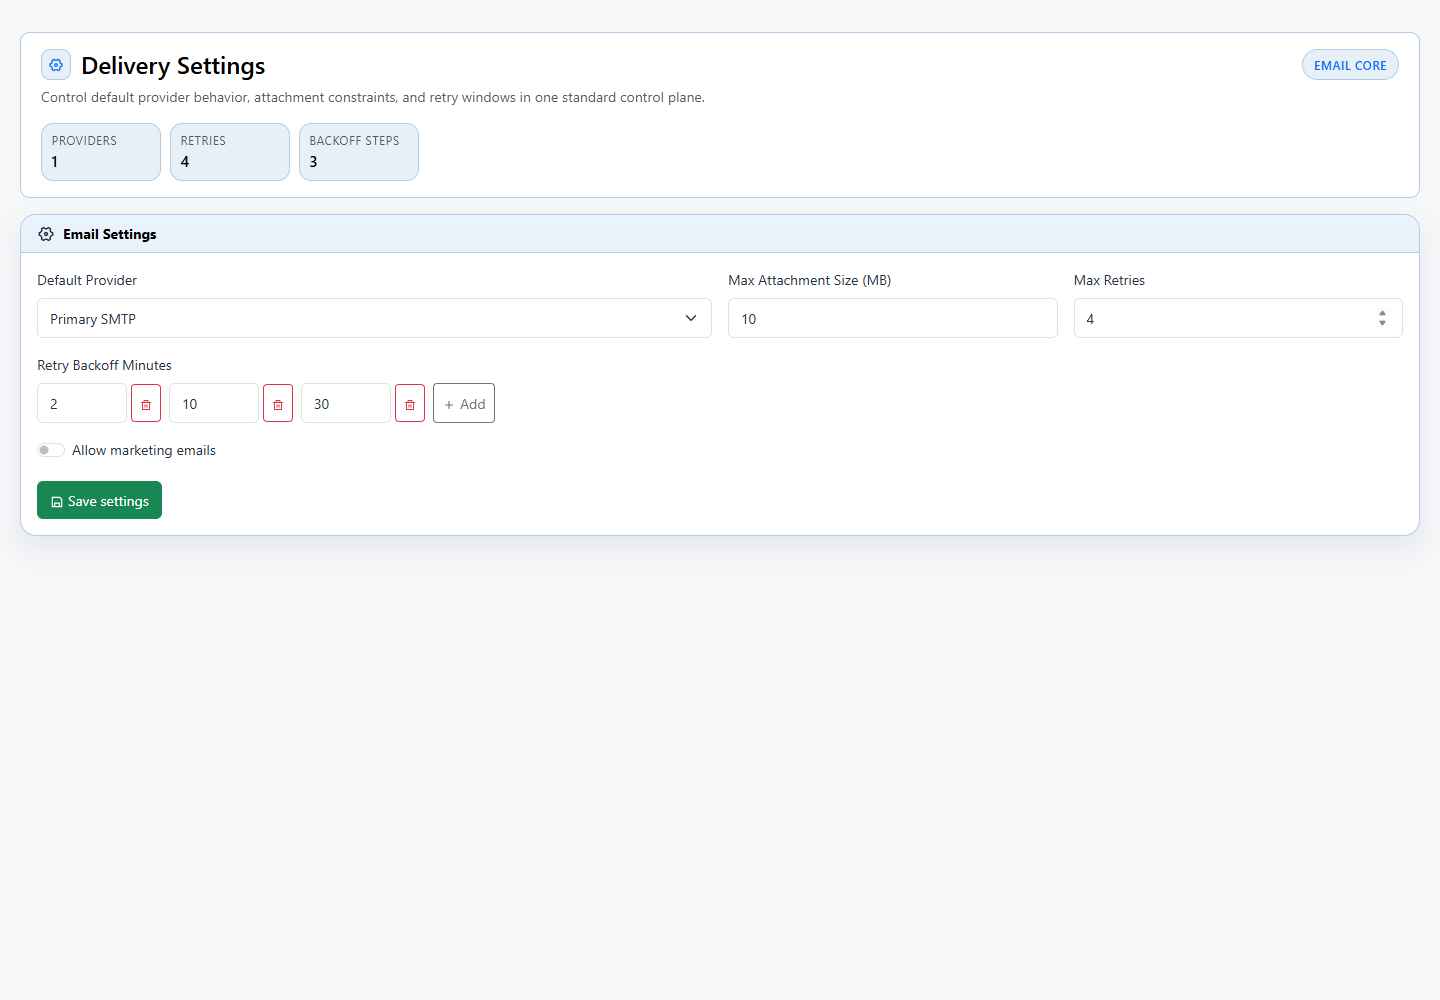 Delivery Settings
EMAIL CORE
Control default provider behavior, attachment constraints, and retry windows in one standard control plane.
PROVIDERS
1
RETRIES
4
BACKOFF STEPS
3
Email Settings
Default Provider
Primary SMTP
Max Attachment Size (MB)
10
Max Retries
4
Retry Backoff Minutes
2
10
30
+ Add
Allow marketing emails
Save settings